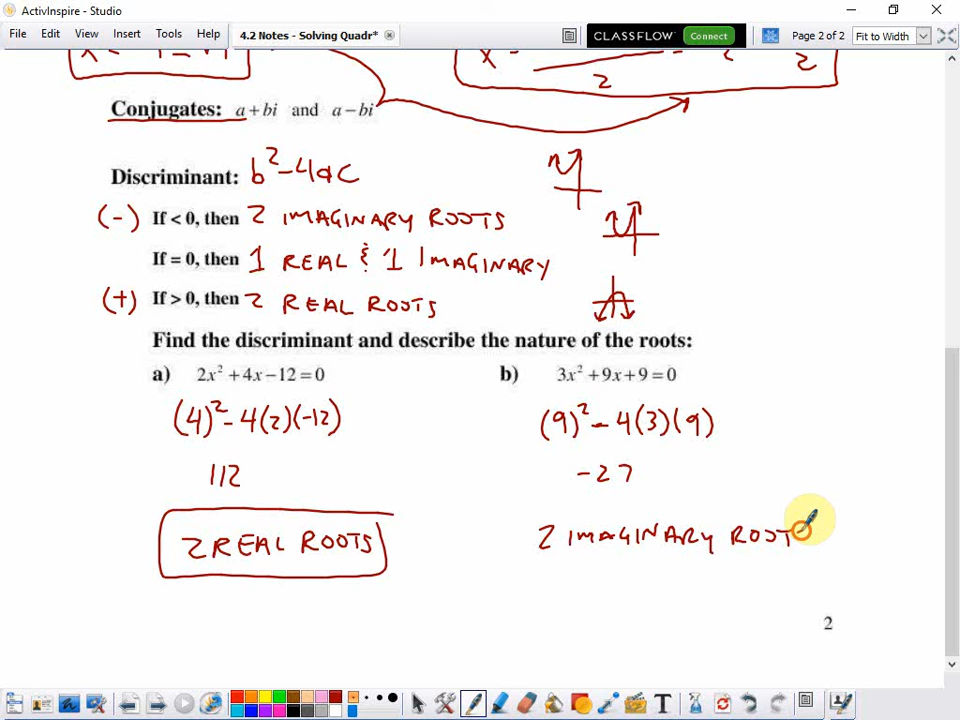 ActivInspire - Studio
File Edit View Insert Tools Help 4.2 Notes - Solving Quadr* CLASSFLOW Connect Page 2 of 2 Fit to Width
2 2
Conjugates: a + bi and a − bi
Discriminant: b² - 4ac
(-) If < 0, then 2 IMAGINARY ROOTS
If = 0, then 1 REAL & 1 IMAGINARY
(+) If > 0, then 2 REAL ROOTS
Find the discriminant and describe the nature of the roots:
a) 2x² + 4x − 12 = 0 b) 3x² + 9x + 9 = 0
(4)² - 4(2)(-12) (9)² - 4(3)(9)
112 -27
2 REAL ROOTS 2 IMAGINARY ROOT
2